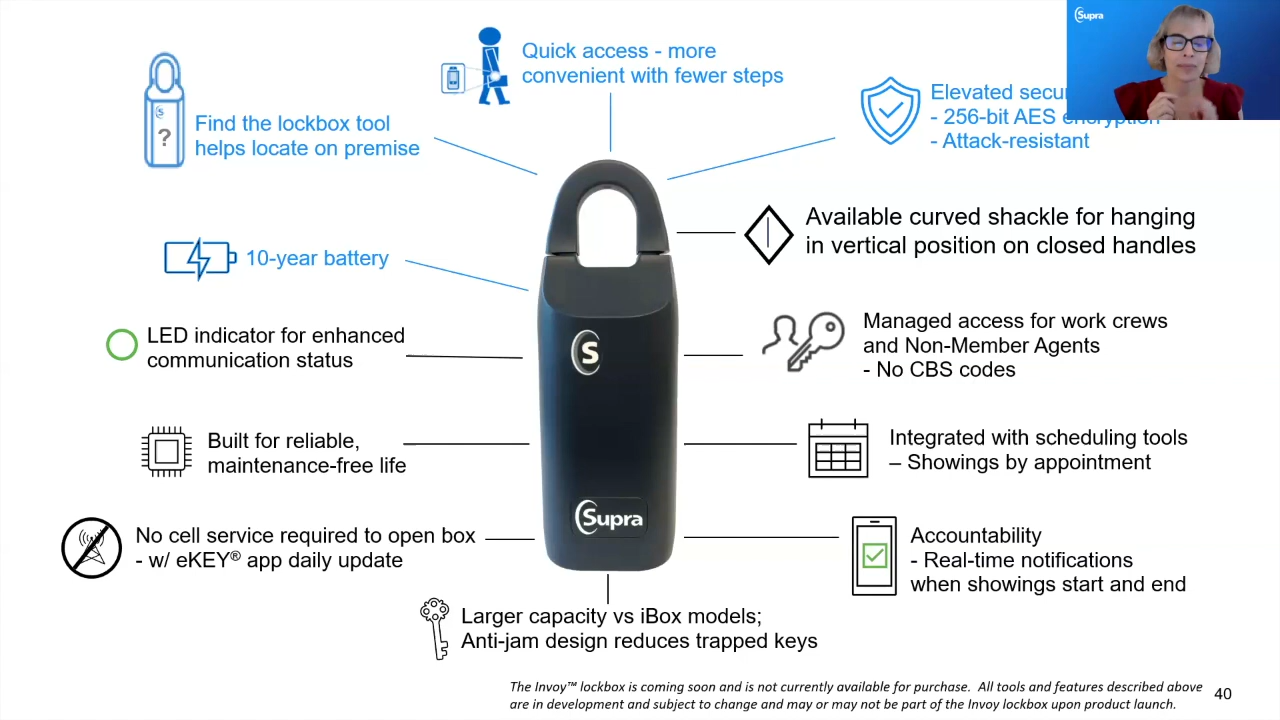 Supra
Quick access - more
convenient with fewer steps
Elevated secu
- 256-bit AES encryption
- Attack-resistant
?
Find the lockbox tool
helps locate on premise
Available curved shackle for hanging
in vertical position on closed handles
10-year battery
LED indicator for enhanced
communication status
S
Managed access for work crews
and Non-Member Agents
- No CBS codes
Built for reliable,
maintenance-free life
Integrated with scheduling tools
– Showings by appointment
Supra
No cell service required to open box
- w/ eKEY® app daily update
Accountability
- Real-time notifications
when showings start and end
Larger capacity vs iBox models;
Anti-jam design reduces trapped keys
The Invoy™ lockbox is coming soon and is not currently available for purchase. All tools and features described above
are in development and subject to change and may or may not be part of the Invoy lockbox upon product launch.
40